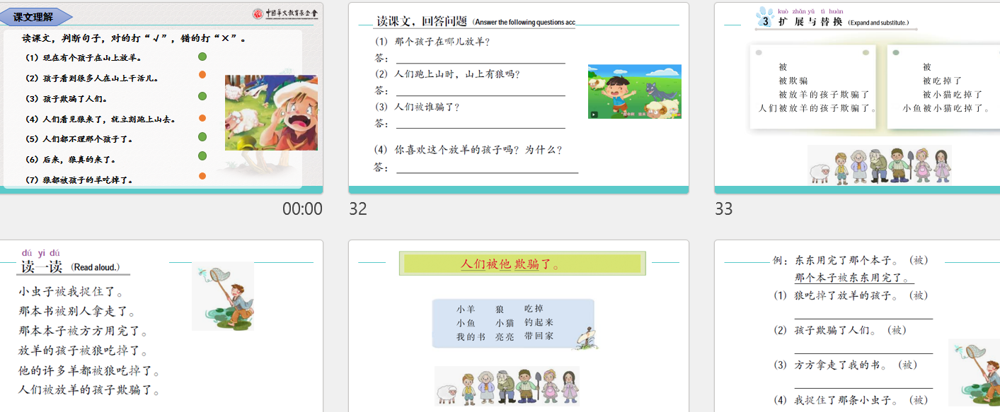 课文理解
中国华文教育基金会
读课文，判断句子，对的打“√”，错的打“×”。
（1）现在有个孩子在山上放羊。
（2）孩子看到很多人在山上干活儿。
（3）孩子欺骗了人们。
（4）人们看见狼来了，就立刻跑上山去。
（5）人们都不理那个孩子了。
（6）后来，狼真的来了。
（7）狼都被孩子的羊吃掉了。
00:00
读课文，回答问题（Answer the following questions acc
（1）那个孩子在哪儿放羊？
答：
（2）人们跑上山时，山上有狼吗？
答：
（3）人们被谁骗了？
答：
（4）你喜欢这个放羊的孩子吗？为什么？
答：
32
kuò zhǎn yǔ tì huàn
3 扩展与替换（Expand and substitute.）
被
被欺骗
被放羊的孩子欺骗了
人们被放羊的孩子欺骗了。
被
被吃掉了
被小猫吃掉了
小鱼被小猫吃掉了。
33
dú yi dú
读一读（Read aloud.）
小虫子被我捉住了。
那本书被别人拿走了。
那本本子被方方用完了。
放羊的孩子被狼吃掉了。
他的许多羊都被狼吃掉了。
人们被放羊的孩子欺骗了。
人们被他欺骗了。
小羊 狼 吃掉
小鱼 小猫 钓起来
我的书 亮亮 带回家
例：东东用完了那个本子。（被）
那个本子被东东用完了。
（1）狼吃掉了放羊的孩子。（被）
（2）孩子欺骗了人们。（被）
（3）方方拿走了我的书。（被）
（4）我捉住了那条小虫子。（被）